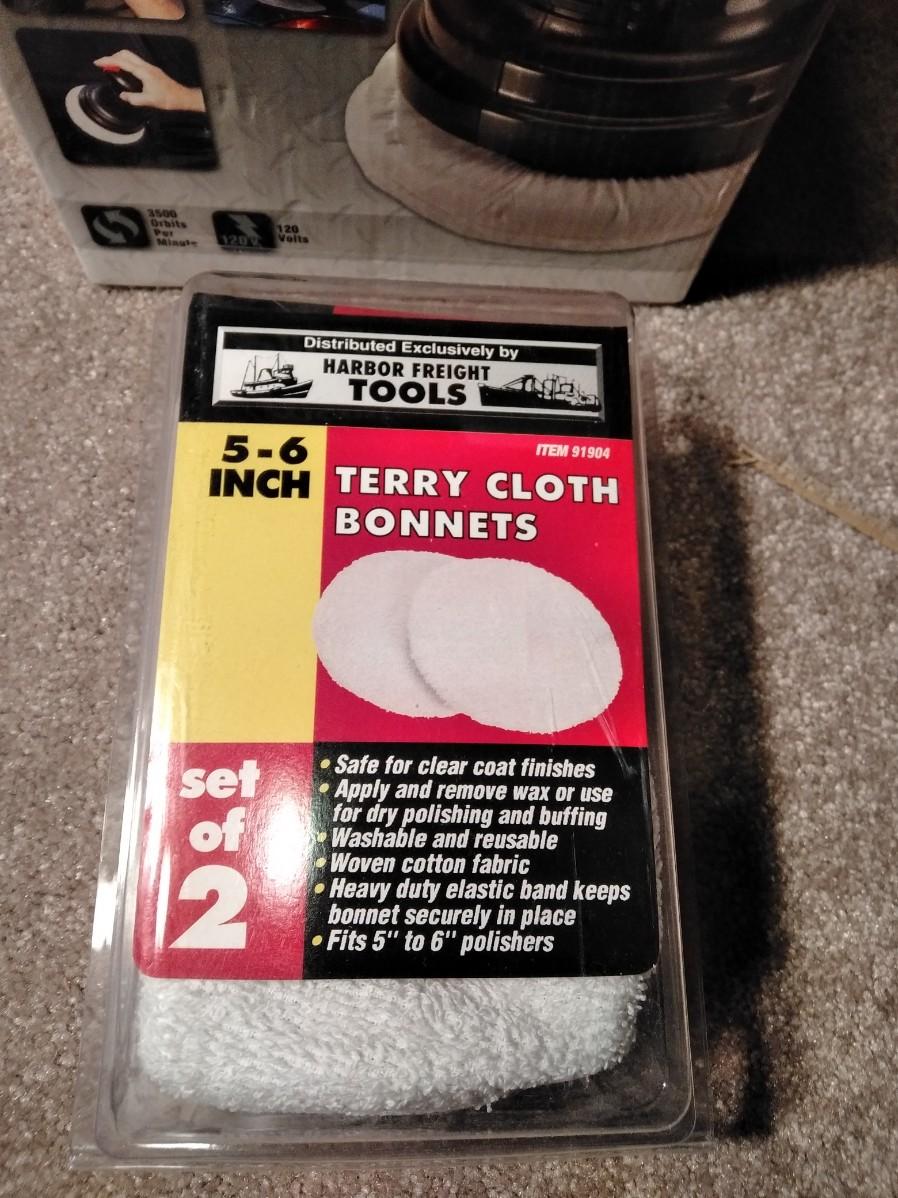 3500
Orbits
Per
Minute
120V
120
Volts
Distributed Exclusively by
HARBOR FREIGHT
TOOLS
5-6
INCH
ITEM 91904
TERRY CLOTH
BONNETS
set
of
2
• Safe for clear coat finishes
• Apply and remove wax or use
for dry polishing and buffing
• Washable and reusable
• Woven cotton fabric
• Heavy duty elastic band keeps
bonnet securely in place
• Fits 5" to 6" polishers